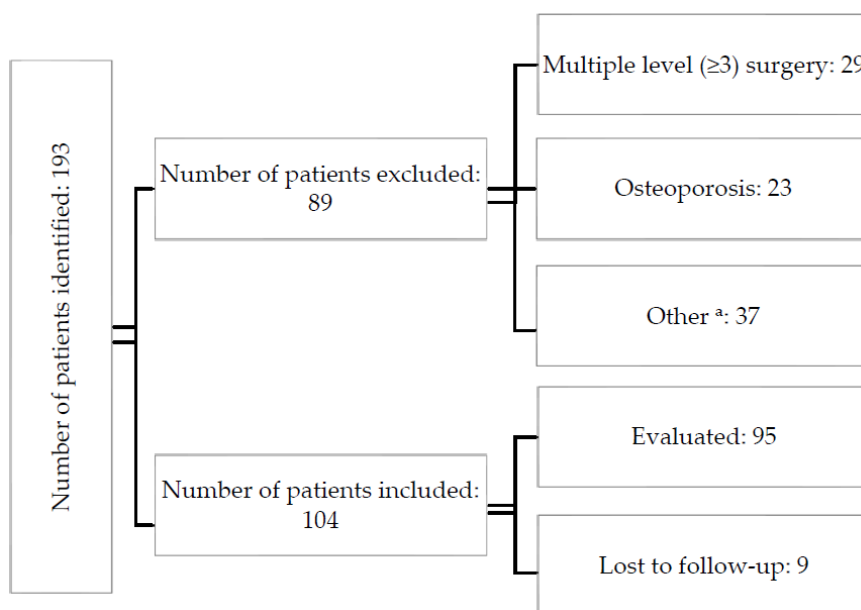 Number of patients identified: 193
Number of patients excluded:
89
Multiple level (≥3) surgery: 29
Osteoporosis: 23
Other ª: 37
Number of patients included:
104
Evaluated: 95
Lost to follow-up: 9